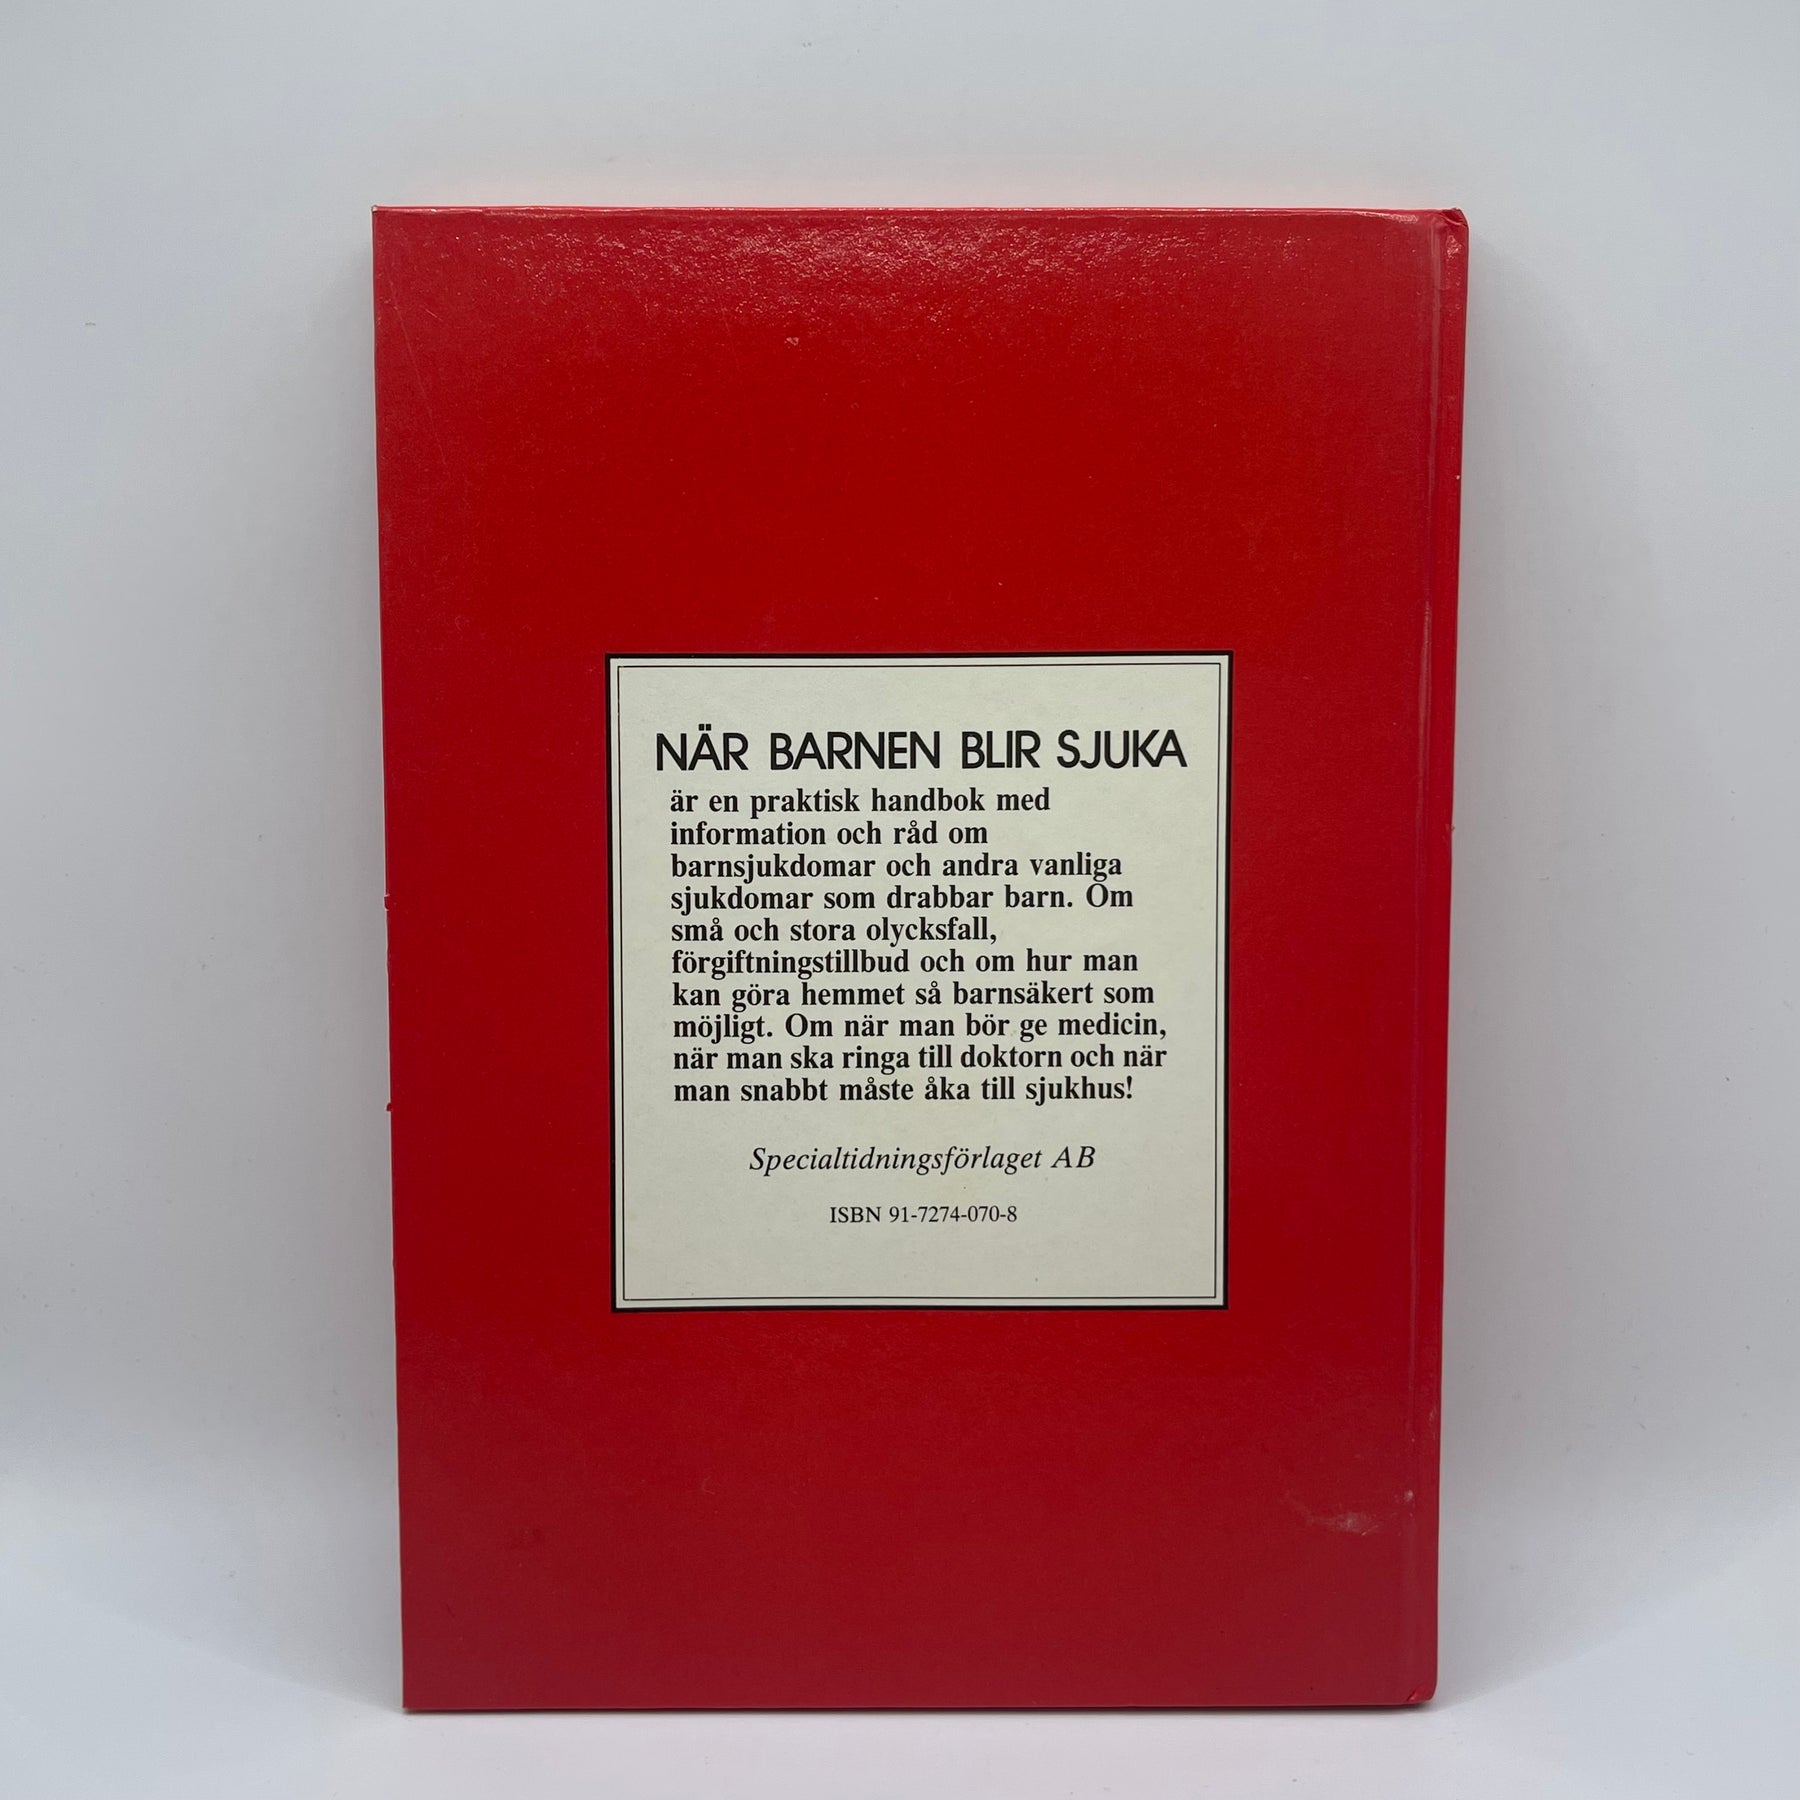 NÄR BARNEN BLIR SJUKA
är en praktisk handbok med
information och råd om
barnsjukdomar och andra vanliga
sjukdomar som drabbar barn. Om
små och stora olycksfall,
förgiftningstillbud och om hur man
kan göra hemmet så barnsäkert som
möjligt. Om när man bör ge medicin,
när man ska ringa till doktorn och när
man snabbt måste åka till sjukhus!
Specialtidningsförlaget AB
ISBN 91-7274-070-8